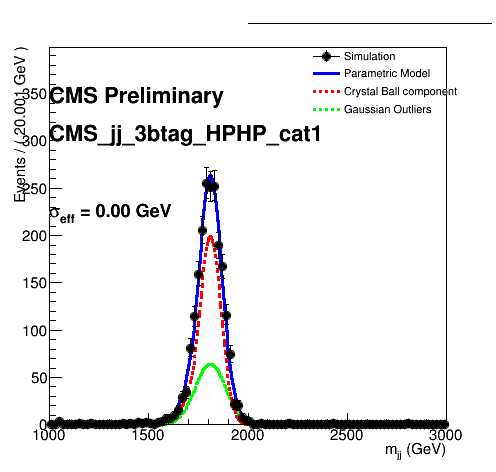 Simulation
Parametric Model
Crystal Ball component
Gaussian Outliers
CMS Preliminary
CMS_jj_3btag_HPHP_cat1
σeff = 0.00 GeV
Events / ( 20.001 GeV )
350
300
250
200
150
100
50
0
1000 1500 2000 2500 3000
mjj (GeV)